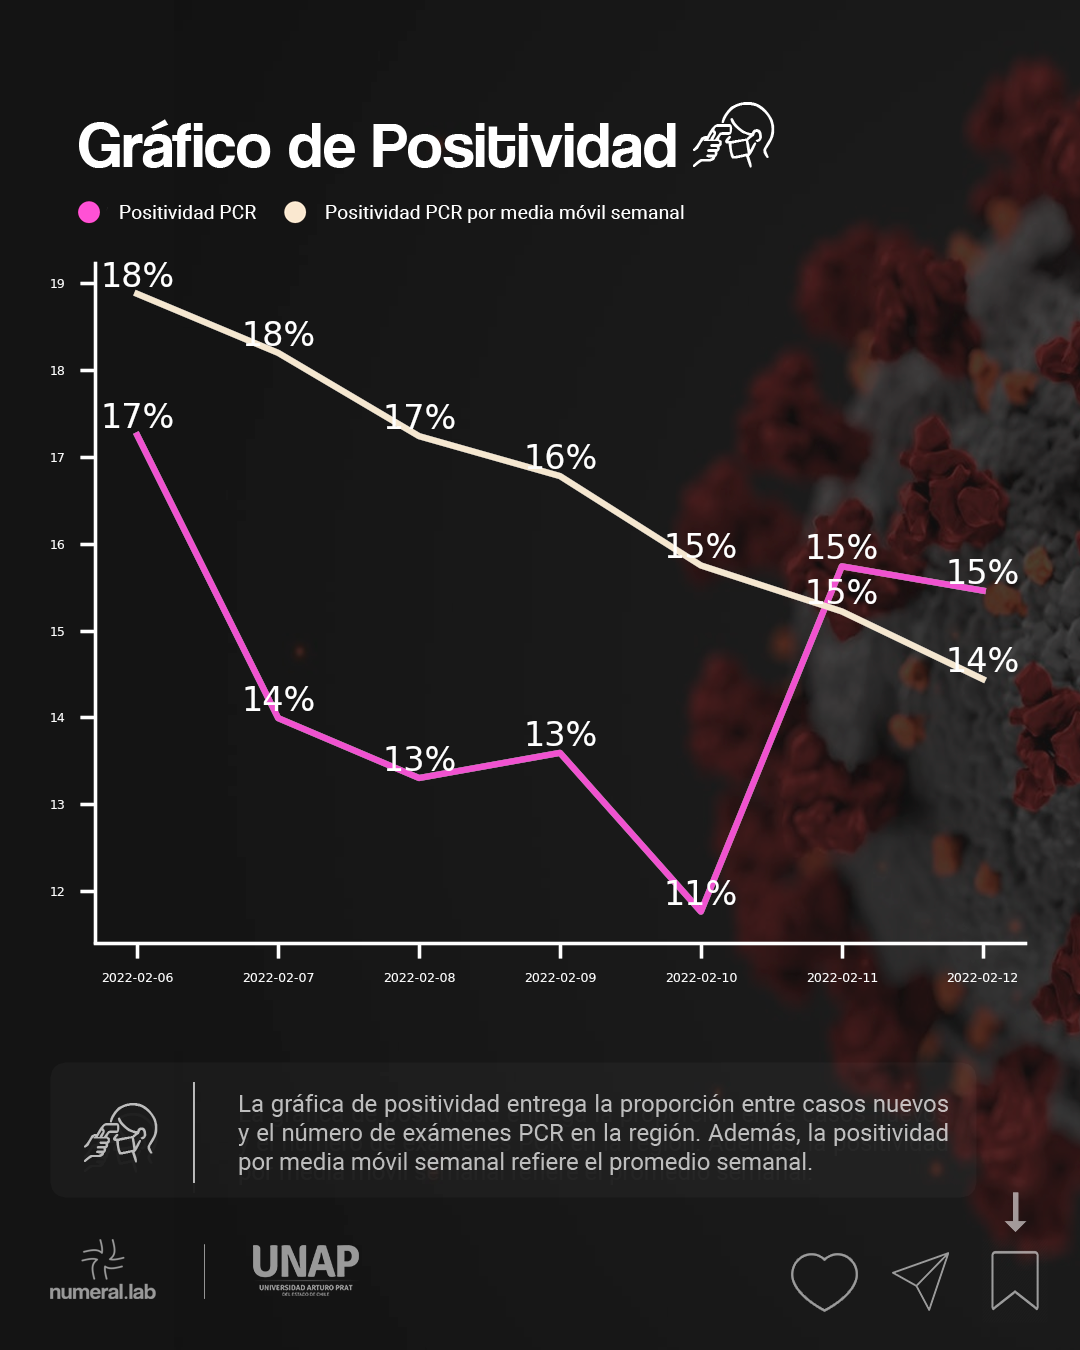 Gráfico de Positividad
Positividad PCR Positividad PCR por media móvil semanal
19
18
17
16
15
14
13
12
18%
18%
17%
16%
15%
15%
14%
17%
14%
13%
13%
11%
15%
15%
2022-02-06 2022-02-07 2022-02-08 2022-02-09 2022-02-10 2022-02-11 2022-02-12
La gráfica de positividad entrega la proporción entre casos nuevos
y el número de exámenes PCR en la región. Además, la positividad
por media móvil semanal refiere el promedio semanal.
numeral.lab
UNAP
UNIVERSIDAD ARTURO PRAT
DEL ESTADO DE CHILE